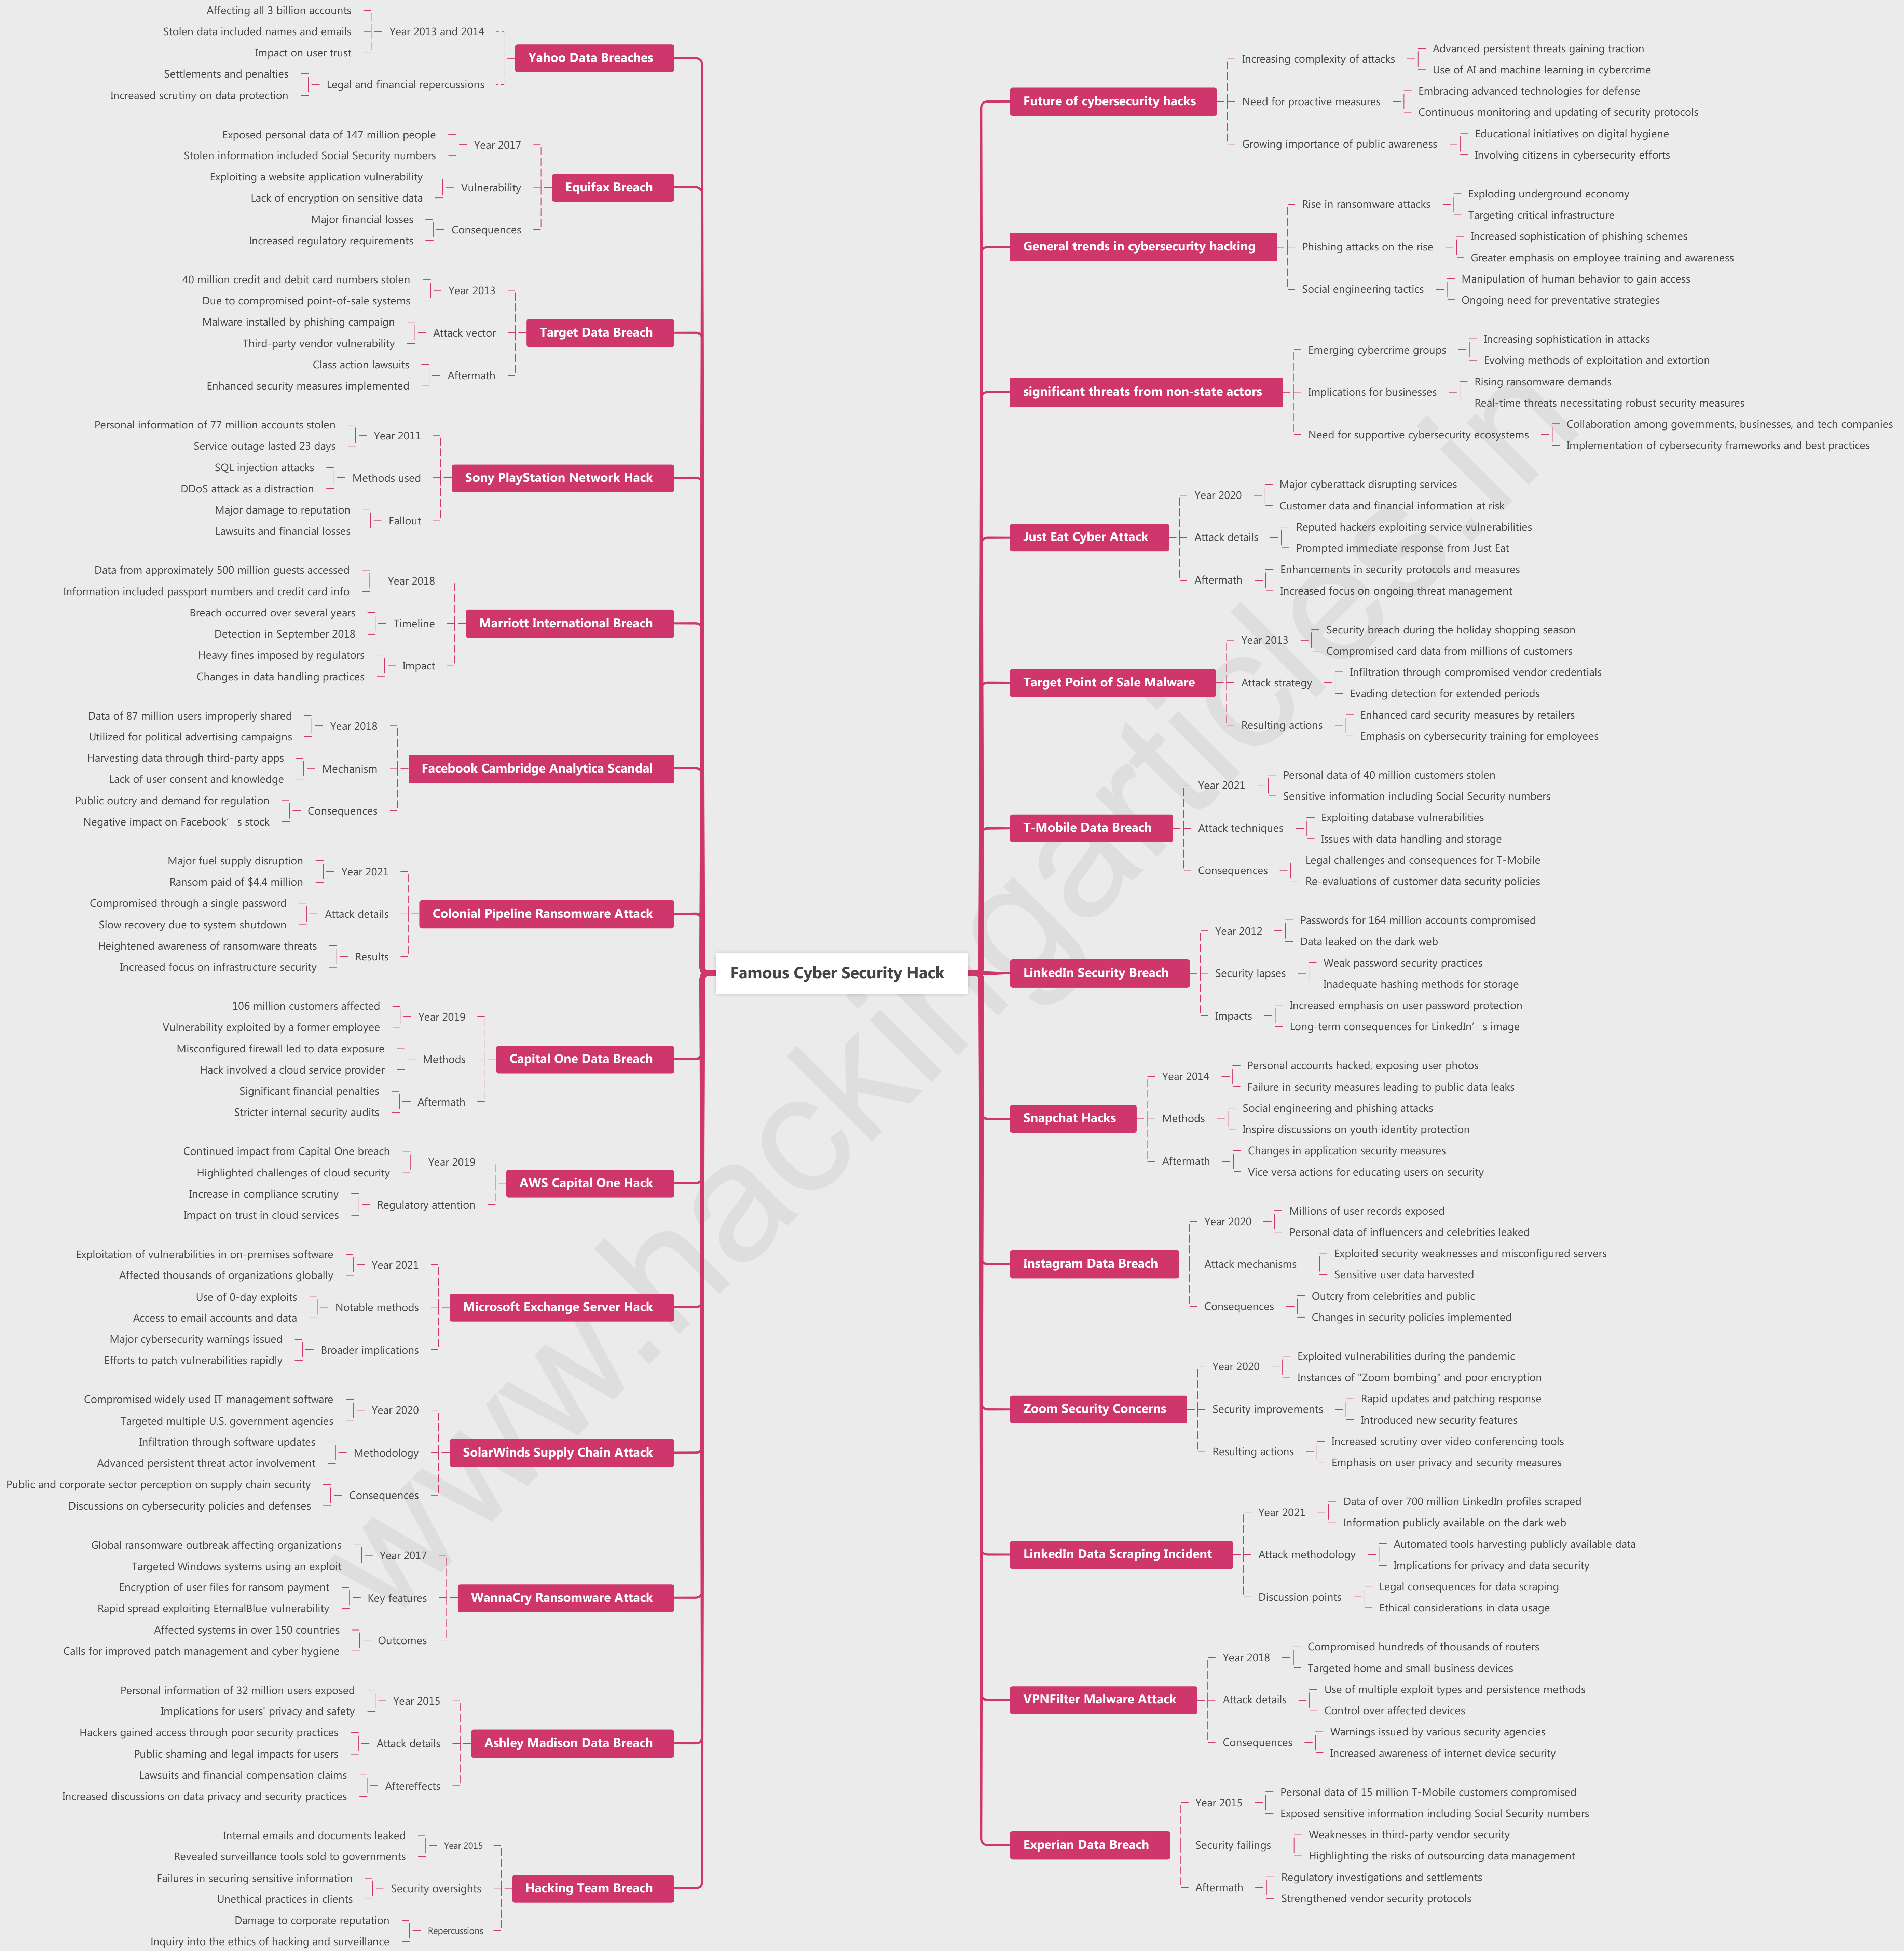 Famous Cyber Security Hack
Yahoo Data Breaches
Year 2013 and 2014
Affecting all 3 billion accounts
Stolen data included names and emails
Impact on user trust
Legal and financial repercussions
Settlements and penalties
Increased scrutiny on data protection
Equifax Breach
Year 2017
Exposed personal data of 147 million people
Stolen information included Social Security numbers
Vulnerability
Exploiting a website application vulnerability
Lack of encryption on sensitive data
Consequences
Major financial losses
Increased regulatory requirements
Target Data Breach
Year 2013
40 million credit and debit card numbers stolen
Due to compromised point-of-sale systems
Attack vector
Malware installed by phishing campaign
Third-party vendor vulnerability
Aftermath
Class action lawsuits
Enhanced security measures implemented
Sony PlayStation Network Hack
Year 2011
Personal information of 77 million accounts stolen
Service outage lasted 23 days
Methods used
SQL injection attacks
DDoS attack as a distraction
Fallout
Major damage to reputation
Lawsuits and financial losses
Marriott International Breach
Year 2018
Data from approximately 500 million guests accessed
Information included passport numbers and credit card info
Timeline
Breach occurred over several years
Detection in September 2018
Impact
Heavy fines imposed by regulators
Changes in data handling practices
Facebook Cambridge Analytica Scandal
Year 2018
Data of 87 million users improperly shared
Utilized for political advertising campaigns
Mechanism
Harvesting data through third-party apps
Lack of user consent and knowledge
Consequences
Public outcry and demand for regulation
Negative impact on Facebook’s stock
Colonial Pipeline Ransomware Attack
Year 2021
Major fuel supply disruption
Ransom paid of $4.4 million
Attack details
Compromised through a single password
Slow recovery due to system shutdown
Results
Heightened awareness of ransomware threats
Increased focus on infrastructure security
Capital One Data Breach
Year 2019
106 million customers affected
Vulnerability exploited by a former employee
Methods
Misconfigured firewall led to data exposure
Hack involved a cloud service provider
Aftermath
Significant financial penalties
Stricter internal security audits
AWS Capital One Hack
Year 2019
Continued impact from Capital One breach
Highlighted challenges of cloud security
Regulatory attention
Increase in compliance scrutiny
Impact on trust in cloud services
Microsoft Exchange Server Hack
Year 2021
Exploitation of vulnerabilities in on-premises software
Affected thousands of organizations globally
Notable methods
Use of 0-day exploits
Access to email accounts and data
Broader implications
Major cybersecurity warnings issued
Efforts to patch vulnerabilities rapidly
SolarWinds Supply Chain Attack
Year 2020
Compromised widely used IT management software
Targeted multiple U.S. government agencies
Methodology
Infiltration through software updates
Advanced persistent threat actor involvement
Consequences
Public and corporate sector perception on supply chain security
Discussions on cybersecurity policies and defenses
WannaCry Ransomware Attack
Year 2017
Global ransomware outbreak affecting organizations
Targeted Windows systems using an exploit
Key features
Encryption of user files for ransom payment
Rapid spread exploiting EternalBlue vulnerability
Outcomes
Affected systems in over 150 countries
Calls for improved patch management and cyber hygiene
Ashley Madison Data Breach
Year 2015
Personal information of 32 million users exposed
Implications for users' privacy and safety
Attack details
Hackers gained access through poor security practices
Public shaming and legal impacts for users
Aftereffects
Lawsuits and financial compensation claims
Increased discussions on data privacy and security practices
Hacking Team Breach
Year 2015
Internal emails and documents leaked
Revealed surveillance tools sold to governments
Security oversights
Failures in securing sensitive information
Unethical practices in clients
Repercussions
Damage to corporate reputation
Inquiry into the ethics of hacking and surveillance
Future of cybersecurity hacks
Increasing complexity of attacks
Advanced persistent threats gaining traction
Use of AI and machine learning in cybercrime
Need for proactive measures
Embracing advanced technologies for defense
Continuous monitoring and updating of security protocols
Growing importance of public awareness
Educational initiatives on digital hygiene
Involving citizens in cybersecurity efforts
General trends in cybersecurity hacking
Rise in ransomware attacks
Exploding underground economy
Targeting critical infrastructure
Phishing attacks on the rise
Increased sophistication of phishing schemes
Greater emphasis on employee training and awareness
Social engineering tactics
Manipulation of human behavior to gain access
Ongoing need for preventative strategies
significant threats from non-state actors
Emerging cybercrime groups
Increasing sophistication in attacks
Evolving methods of exploitation and extortion
Implications for businesses
Rising ransomware demands
Real-time threats necessitating robust security measures
Need for supportive cybersecurity ecosystems
Collaboration among governments, businesses, and tech companies
Implementation of cybersecurity frameworks and best practices
Just Eat Cyber Attack
Year 2020
Major cyberattack disrupting services
Customer data and financial information at risk
Attack details
Reputed hackers exploiting service vulnerabilities
Prompted immediate response from Just Eat
Aftermath
Enhancements in security protocols and measures
Increased focus on ongoing threat management
Target Point of Sale Malware
Year 2013
Security breach during the holiday shopping season
Compromised card data from millions of customers
Attack strategy
Infiltration through compromised vendor credentials
Evading detection for extended periods
Resulting actions
Enhanced card security measures by retailers
Emphasis on cybersecurity training for employees
T-Mobile Data Breach
Year 2021
Personal data of 40 million customers stolen
Sensitive information including Social Security numbers
Attack techniques
Exploiting database vulnerabilities
Issues with data handling and storage
Consequences
Legal challenges and consequences for T-Mobile
Re-evaluations of customer data security policies
LinkedIn Security Breach
Year 2012
Passwords for 164 million accounts compromised
Data leaked on the dark web
Security lapses
Weak password security practices
Inadequate hashing methods for storage
Impacts
Increased emphasis on user password protection
Long-term consequences for LinkedIn’s image
Snapchat Hacks
Year 2014
Personal accounts hacked, exposing user photos
Failure in security measures leading to public data leaks
Methods
Social engineering and phishing attacks
Inspire discussions on youth identity protection
Aftermath
Changes in application security measures
Vice versa actions for educating users on security
Instagram Data Breach
Year 2020
Millions of user records exposed
Personal data of influencers and celebrities leaked
Attack mechanisms
Exploited security weaknesses and misconfigured servers
Sensitive user data harvested
Consequences
Outcry from celebrities and public
Changes in security policies implemented
Zoom Security Concerns
Year 2020
Exploited vulnerabilities during the pandemic
Instances of "Zoom bombing" and poor encryption
Security improvements
Rapid updates and patching response
Introduced new security features
Resulting actions
Increased scrutiny over video conferencing tools
Emphasis on user privacy and security measures
LinkedIn Data Scraping Incident
Year 2021
Data of over 700 million LinkedIn profiles scraped
Information publicly available on the dark web
Attack methodology
Automated tools harvesting publicly available data
Implications for privacy and data security
Discussion points
Legal consequences for data scraping
Ethical considerations in data usage
VPNFilter Malware Attack
Year 2018
Compromised hundreds of thousands of routers
Targeted home and small business devices
Attack details
Use of multiple exploit types and persistence methods
Control over affected devices
Consequences
Warnings issued by various security agencies
Increased awareness of internet device security
Experian Data Breach
Year 2015
Personal data of 15 million T-Mobile customers compromised
Exposed sensitive information including Social Security numbers
Security failings
Weaknesses in third-party vendor security
Highlighting the risks of outsourcing data management
Aftermath
Regulatory investigations and settlements
Strengthened vendor security protocols
www.hackingarticles.in